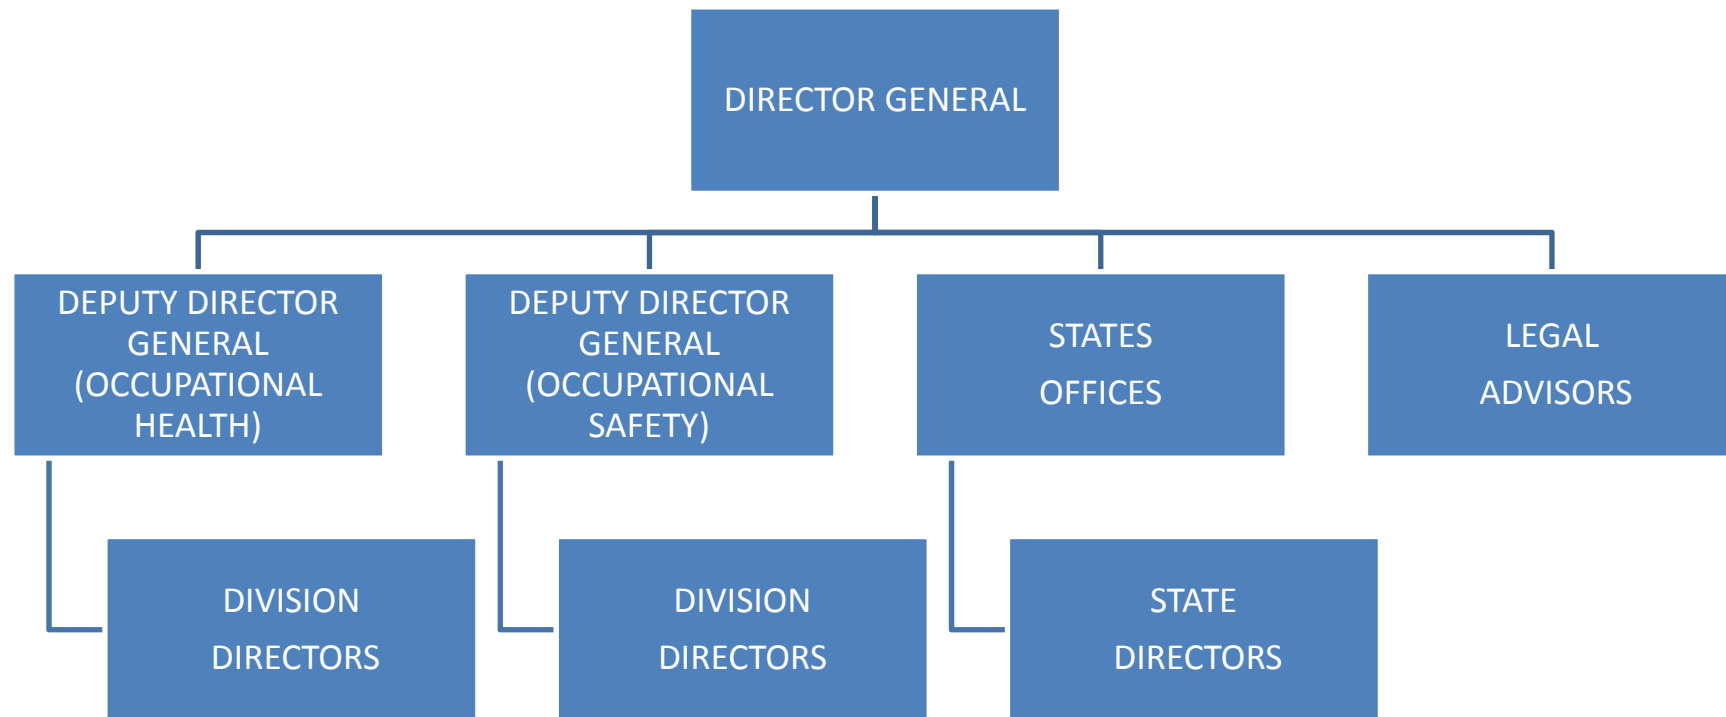 DIRECTOR GENERAL
DEPUTY DIRECTOR
GENERAL
(OCCUPATIONAL
HEALTH)
DEPUTY DIRECTOR
GENERAL
(OCCUPATIONAL
SAFETY)
STATES
OFFICES
LEGAL
ADVISORS
DIVISION
DIRECTORS
DIVISION
DIRECTORS
STATE
DIRECTORS